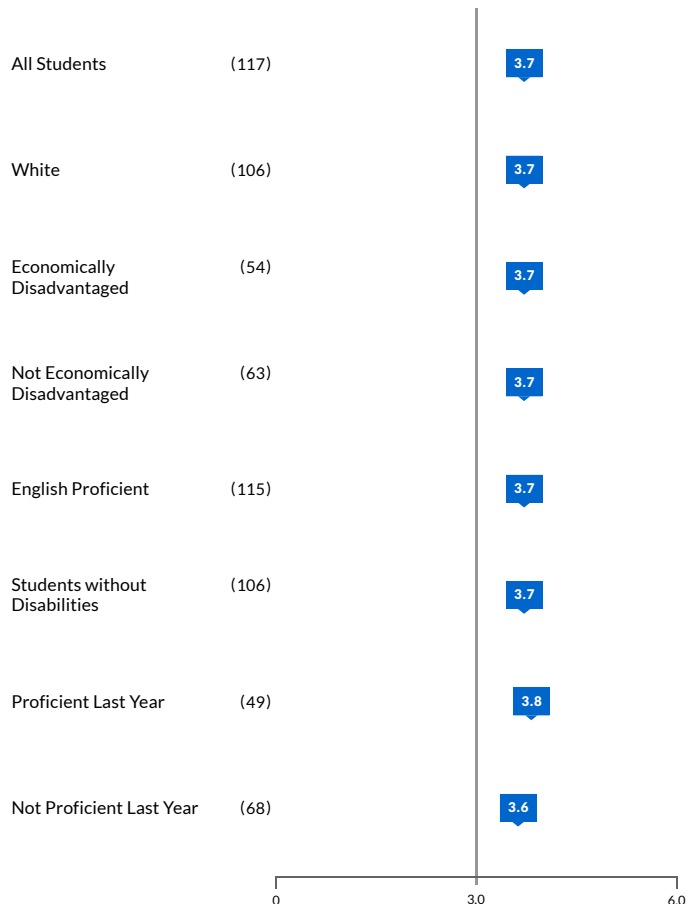 All Students (117) 3.7
White (106) 3.7
Economically (54)
Disadvantaged 3.7
Not Economically (63)
Disadvantaged 3.7
English Proficient (115) 3.7
Students without (106)
Disabilities 3.7
Proficient Last Year (49) 3.8
Not Proficient Last Year (68) 3.6
0 3.0 6.0